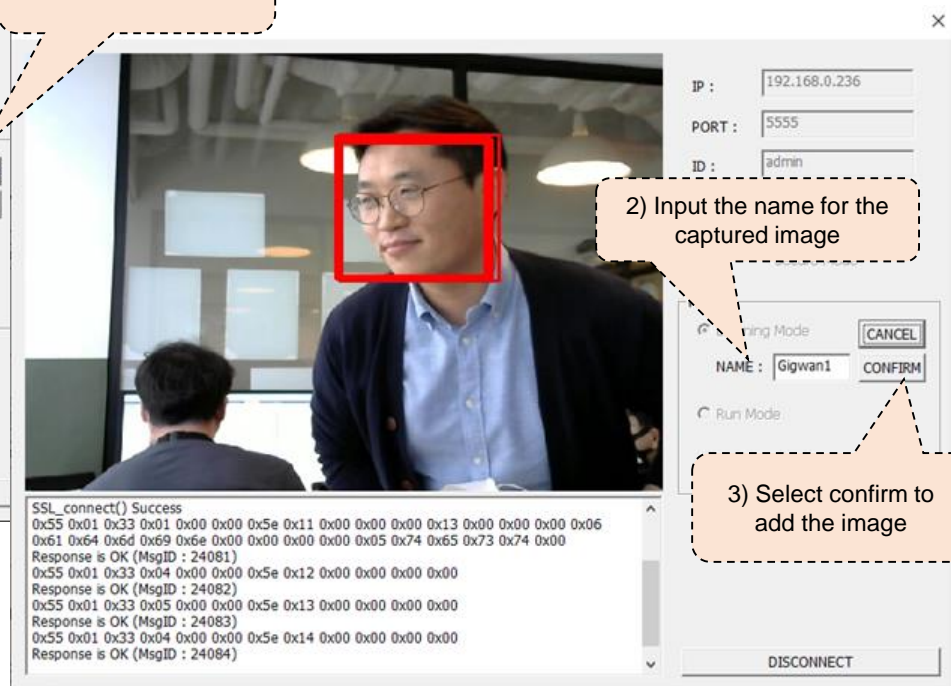 IP :
192.168.0.236
PORT :
5555
ID :
admin
2) Input the name for the
captured image
Mode
CANCEL
NAME :
Gigwan1
CONFIRM
Run Mode
3) Select confirm to
add the image
SSL_connect() Success
0x55 0x01 0x33 0x01 0x00 0x00 0x5e 0x11 0x00 0x00 0x00 0x13 0x00 0x00 0x00 0x06
0x61 0x64 0x6d 0x69 0x6e 0x00 0x00 0x00 0x00 0x05 0x74 0x65 0x73 0x74 0x00
Response is OK (MsgID : 24081)
0x55 0x01 0x33 0x04 0x00 0x00 0x5e 0x12 0x00 0x00 0x00 0x00
Response is OK (MsgID : 24082)
0x55 0x01 0x33 0x05 0x00 0x00 0x5e 0x13 0x00 0x00 0x00 0x00
Response is OK (MsgID : 24083)
0x55 0x01 0x33 0x04 0x00 0x00 0x5e 0x14 0x00 0x00 0x00 0x00
Response is OK (MsgID : 24084)
DISCONNECT